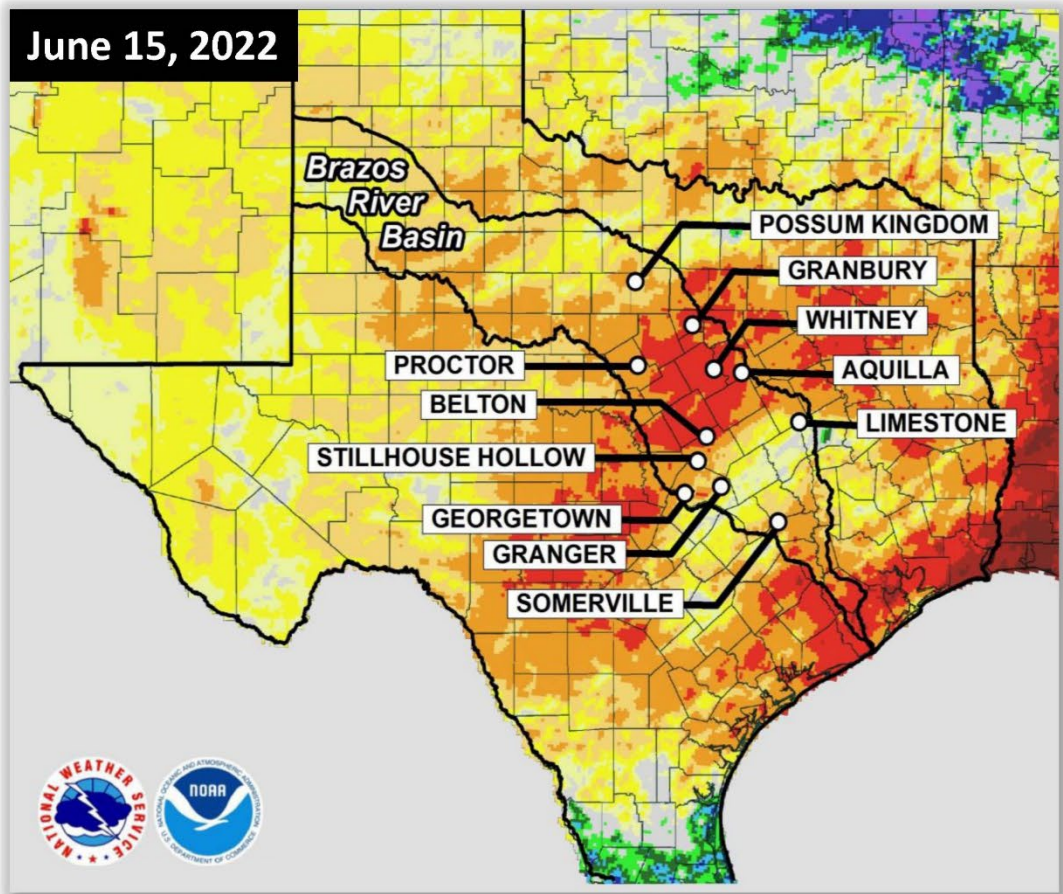 June 15, 2022
Brazos
River
Basin
POSSUM KINGDOM
GRANBURY
WHITNEY
PROCTOR
AQUILLA
BELTON
LIMESTONE
STILLHOUSE HOLLOW
GEORGETOWN
GRANGER
SOMERVILLE
NATIONAL WEATHER SERVICE
NATIONAL OCEANIC AND ATMOSPHERIC ADMINISTRATION
NOAA
U.S. DEPARTMENT OF COMMERCE